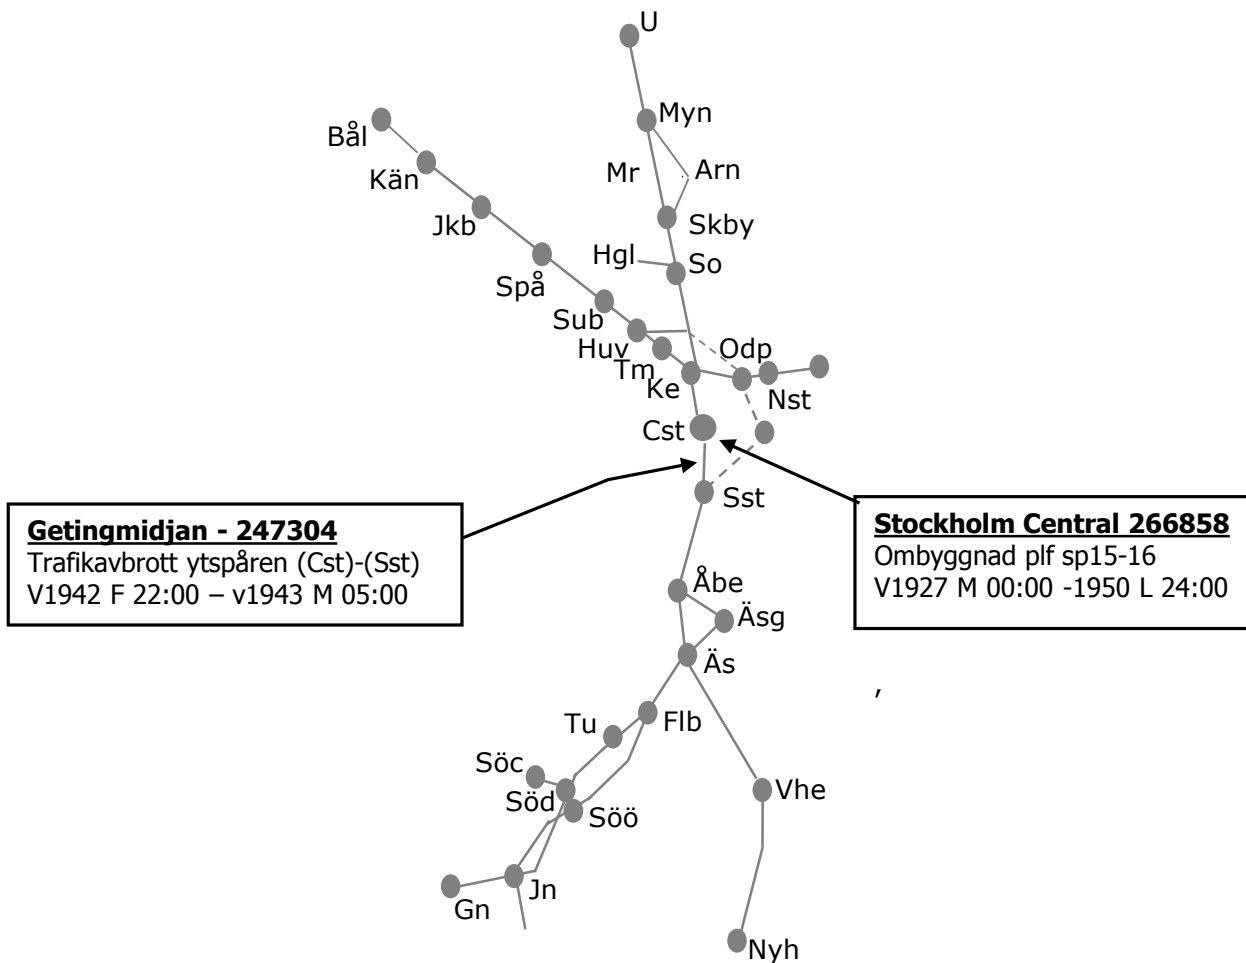 U
Myn
Bål
Mr
Arn
Kän
Jkb
Skby
Hgl
So
Spå
Sub
Huv
Odp
Tm
Ke
Nst
Cst
Sst
Getingmidjan - 247304
Trafikavbrott ytspåren (Cst)-(Sst)
V1942 F 22:00 – v1943 M 05:00
Stockholm Central 266858
Ombyggnad plf sp15-16
V1927 M 00:00 -1950 L 24:00
Åbe
Äsg
Äs
,
Tu
Flb
Söc
Söd
Söö
Vhe
Jn
Gn
Nyh